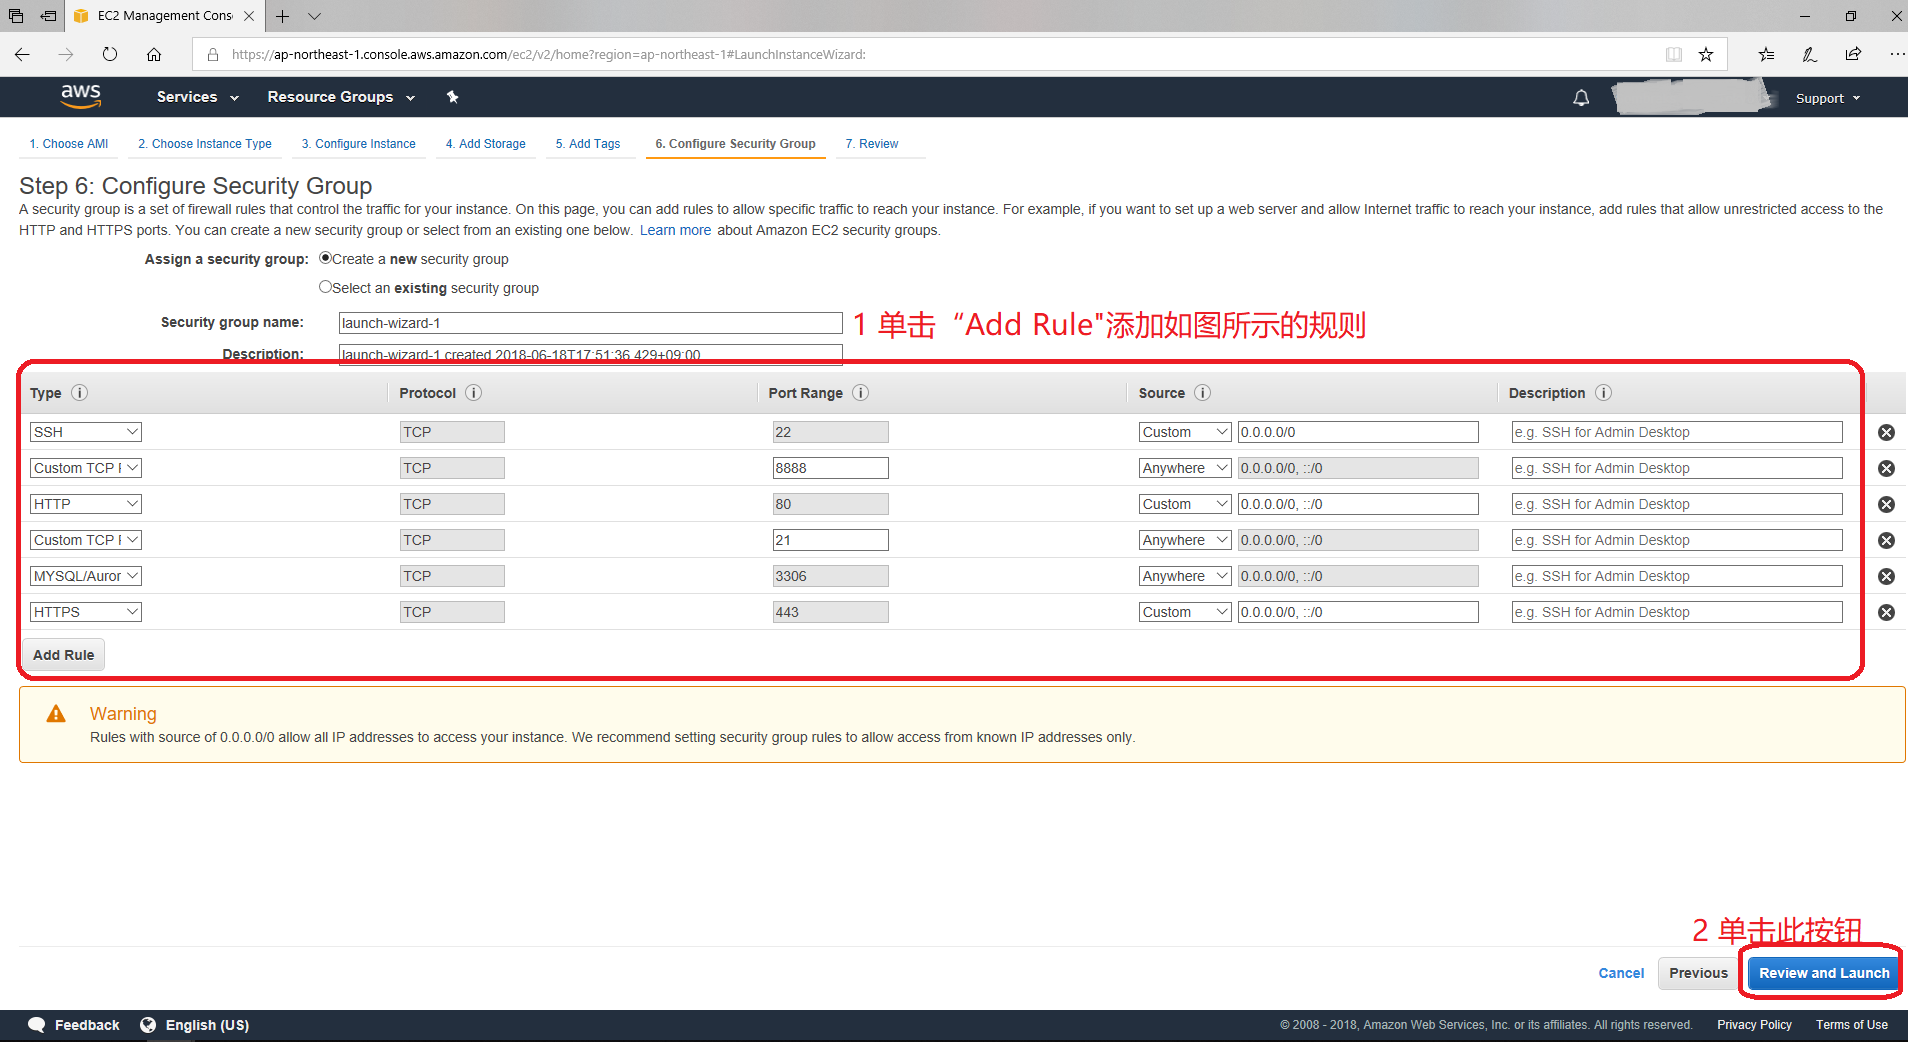 EC2 Management Cons
https://ap-northeast-1.console.aws.amazon.com/ec2/v2/home?region=ap-northeast-1#LaunchInstanceWizard:
aws Services Resource Groups Support
1. Choose AMI 2. Choose Instance Type 3. Configure Instance 4. Add Storage 5. Add Tags 6. Configure Security Group 7. Review
Step 6: Configure Security Group
A security group is a set of firewall rules that control the traffic for your instance. On this page, you can add rules to allow specific traffic to reach your instance. For example, if you want to set up a web server and allow Internet traffic to reach your instance, add rules that allow unrestricted access to the
HTTP and HTTPS ports. You can create a new security group or select from an existing one below. Learn more about Amazon EC2 security groups.
Assign a security group: Create a new security group
Select an existing security group
Security group name: launch-wizard-1
1 单击“Add Rule"添加如图所示的规则
Description: launch-wizard-1 created 2018-06-18T17:51:36.429+09:00
Type i Protocol i Port Range i Source i Description i
SSH TCP 22 Custom 0.0.0.0/0 e.g. SSH for Admin Desktop
Custom TCP TCP 8888 Anywhere 0.0.0.0/0, ::/0 e.g. SSH for Admin Desktop
HTTP TCP 80 Custom 0.0.0.0/0, ::/0 e.g. SSH for Admin Desktop
Custom TCP TCP 21 Anywhere 0.0.0.0/0, ::/0 e.g. SSH for Admin Desktop
MYSQL/Auror TCP 3306 Anywhere 0.0.0.0/0, ::/0 e.g. SSH for Admin Desktop
HTTPS TCP 443 Custom 0.0.0.0/0, ::/0 e.g. SSH for Admin Desktop
Add Rule
Warning
Rules with source of 0.0.0.0/0 allow all IP addresses to access your instance. We recommend setting security group rules to allow access from known IP addresses only.
2 单击此按钮
Cancel Previous Review and Launch
Feedback English (US) © 2008 - 2018, Amazon Web Services, Inc. or its affiliates. All rights reserved. Privacy Policy Terms of Use